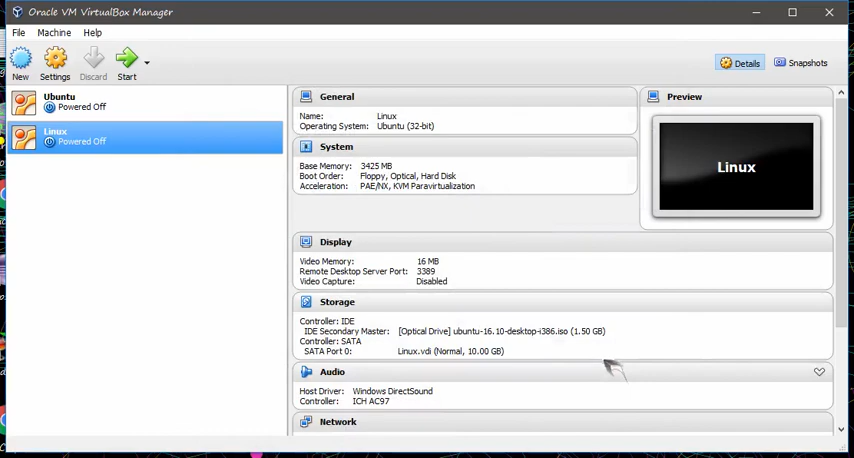 Oracle VM VirtualBox Manager
File Machine Help
New Settings Discard Start
Details Snapshots
Ubuntu
Powered Off
Linux
Powered Off
General
Name: Linux
Operating System: Ubuntu (32-bit)
System
Base Memory: 3425 MB
Boot Order: Floppy, Optical, Hard Disk
Acceleration: PAE/NX, KVM Paravirtualization
Preview
Linux
Display
Video Memory: 16 MB
Remote Desktop Server Port: 3389
Video Capture: Disabled
Storage
Controller: IDE
IDE Secondary Master: [Optical Drive] ubuntu-16.10-desktop-i386.iso (1.50 GB)
Controller: SATA
SATA Port 0: Linux.vdi (Normal, 10.00 GB)
Audio
Host Driver: Windows DirectSound
Controller: ICH AC97
Network